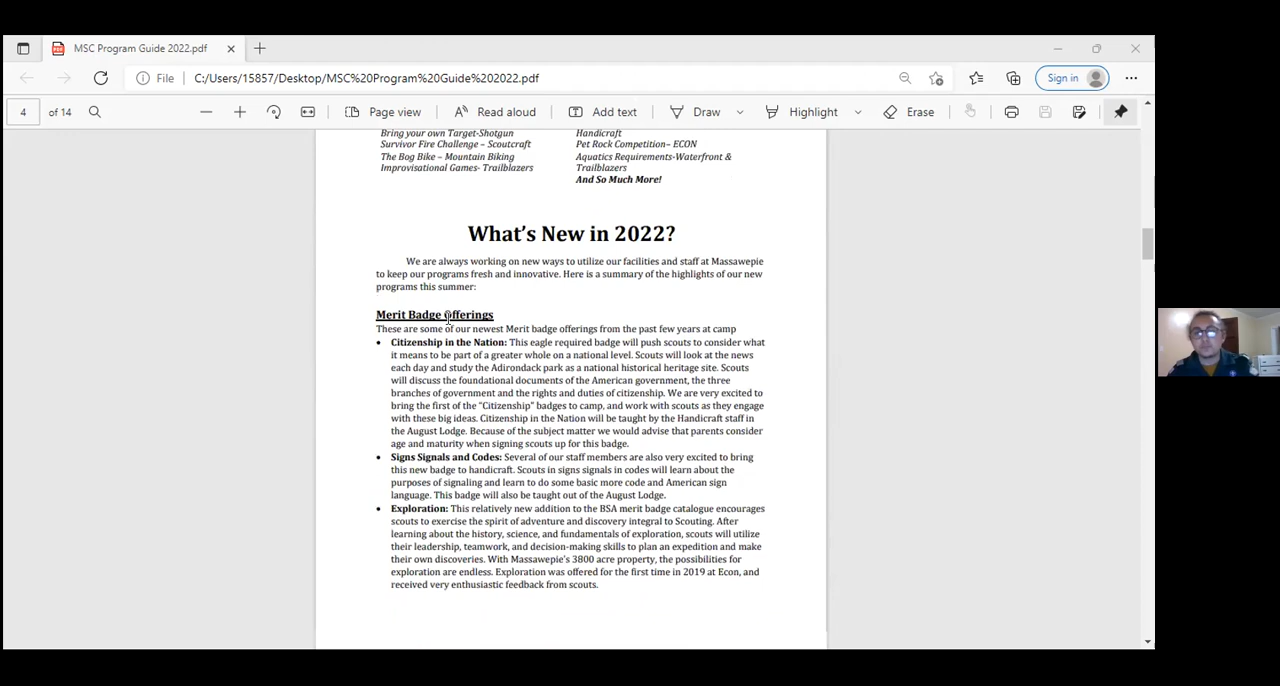 MSC Program Guide 2022.pdf
File C:/Users/15857/Desktop/MSC%20Program%20Guide%202022.pdf Sign in
4 of 14 Page view Read aloud Add text Draw Highlight Erase
Bring your own Target-Shotgun
Survivor Fire Challenge – Scoutcraft
The Bog Bike – Mountain Biking
Improvisational Games- Trailblazers
Handicraft
Pet Rock Competition– ECON
Aquatics Requirements-Waterfront &
Trailblazers
And So Much More!
What's New in 2022?
We are always working on new ways to utilize our facilities and staff at Massawepie
to keep our programs fresh and innovative. Here is a summary of the highlights of our new
programs this summer:
Merit Badge Offerings
These are some of our newest Merit badge offerings from the past few years at camp
• Citizenship in the Nation: This eagle required badge will push scouts to consider what
it means to be part of a greater whole on a national level. Scouts will look at the news
each day and study the Adirondack park as a national historical heritage site. Scouts
will discuss the foundational documents of the American government, the three
branches of government and the rights and duties of citizenship. We are very excited to
bring the first of the "Citizenship" badges to camp, and work with scouts as they engage
with these big ideas. Citizenship in the Nation will be taught by the Handicraft staff in
the August Lodge. Because of the subject matter we would advise that parents consider
age and maturity when signing scouts up for this badge.
• Signs Signals and Codes: Several of our staff members are also very excited to bring
this new badge to handicraft. Scouts in signs signals in codes will learn about the
purposes of signaling and learn to do some basic more code and American sign
language. This badge will also be taught out of the August Lodge.
• Exploration: This relatively new addition to the BSA merit badge catalogue encourages
scouts to exercise the spirit of adventure and discovery integral to Scouting. After
learning about the history, science, and fundamentals of exploration, scouts will utilize
their leadership, teamwork, and decision-making skills to plan an expedition and make
their own discoveries. With Massawepie's 3800 acre property, the possibilities for
exploration are endless. Exploration was offered for the first time in 2019 at Econ, and
received very enthusiastic feedback from scouts.